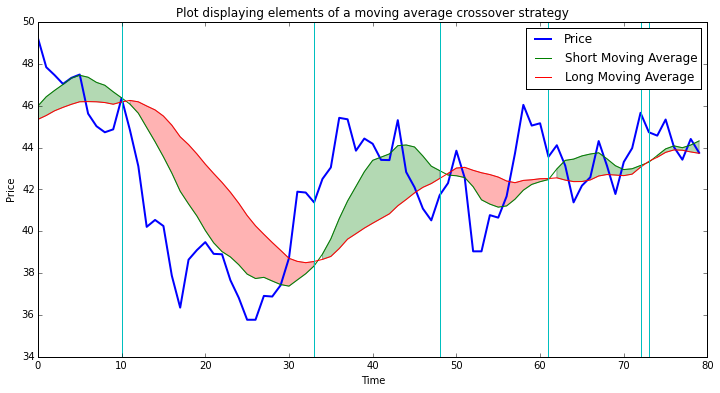 Plot displaying elements of a moving average crossover strategy
50
48
46
44
42
40
38
36
34
Price
Price
Short Moving Average
Long Moving Average
0 10 20 30 40 50 60 70 80
Time